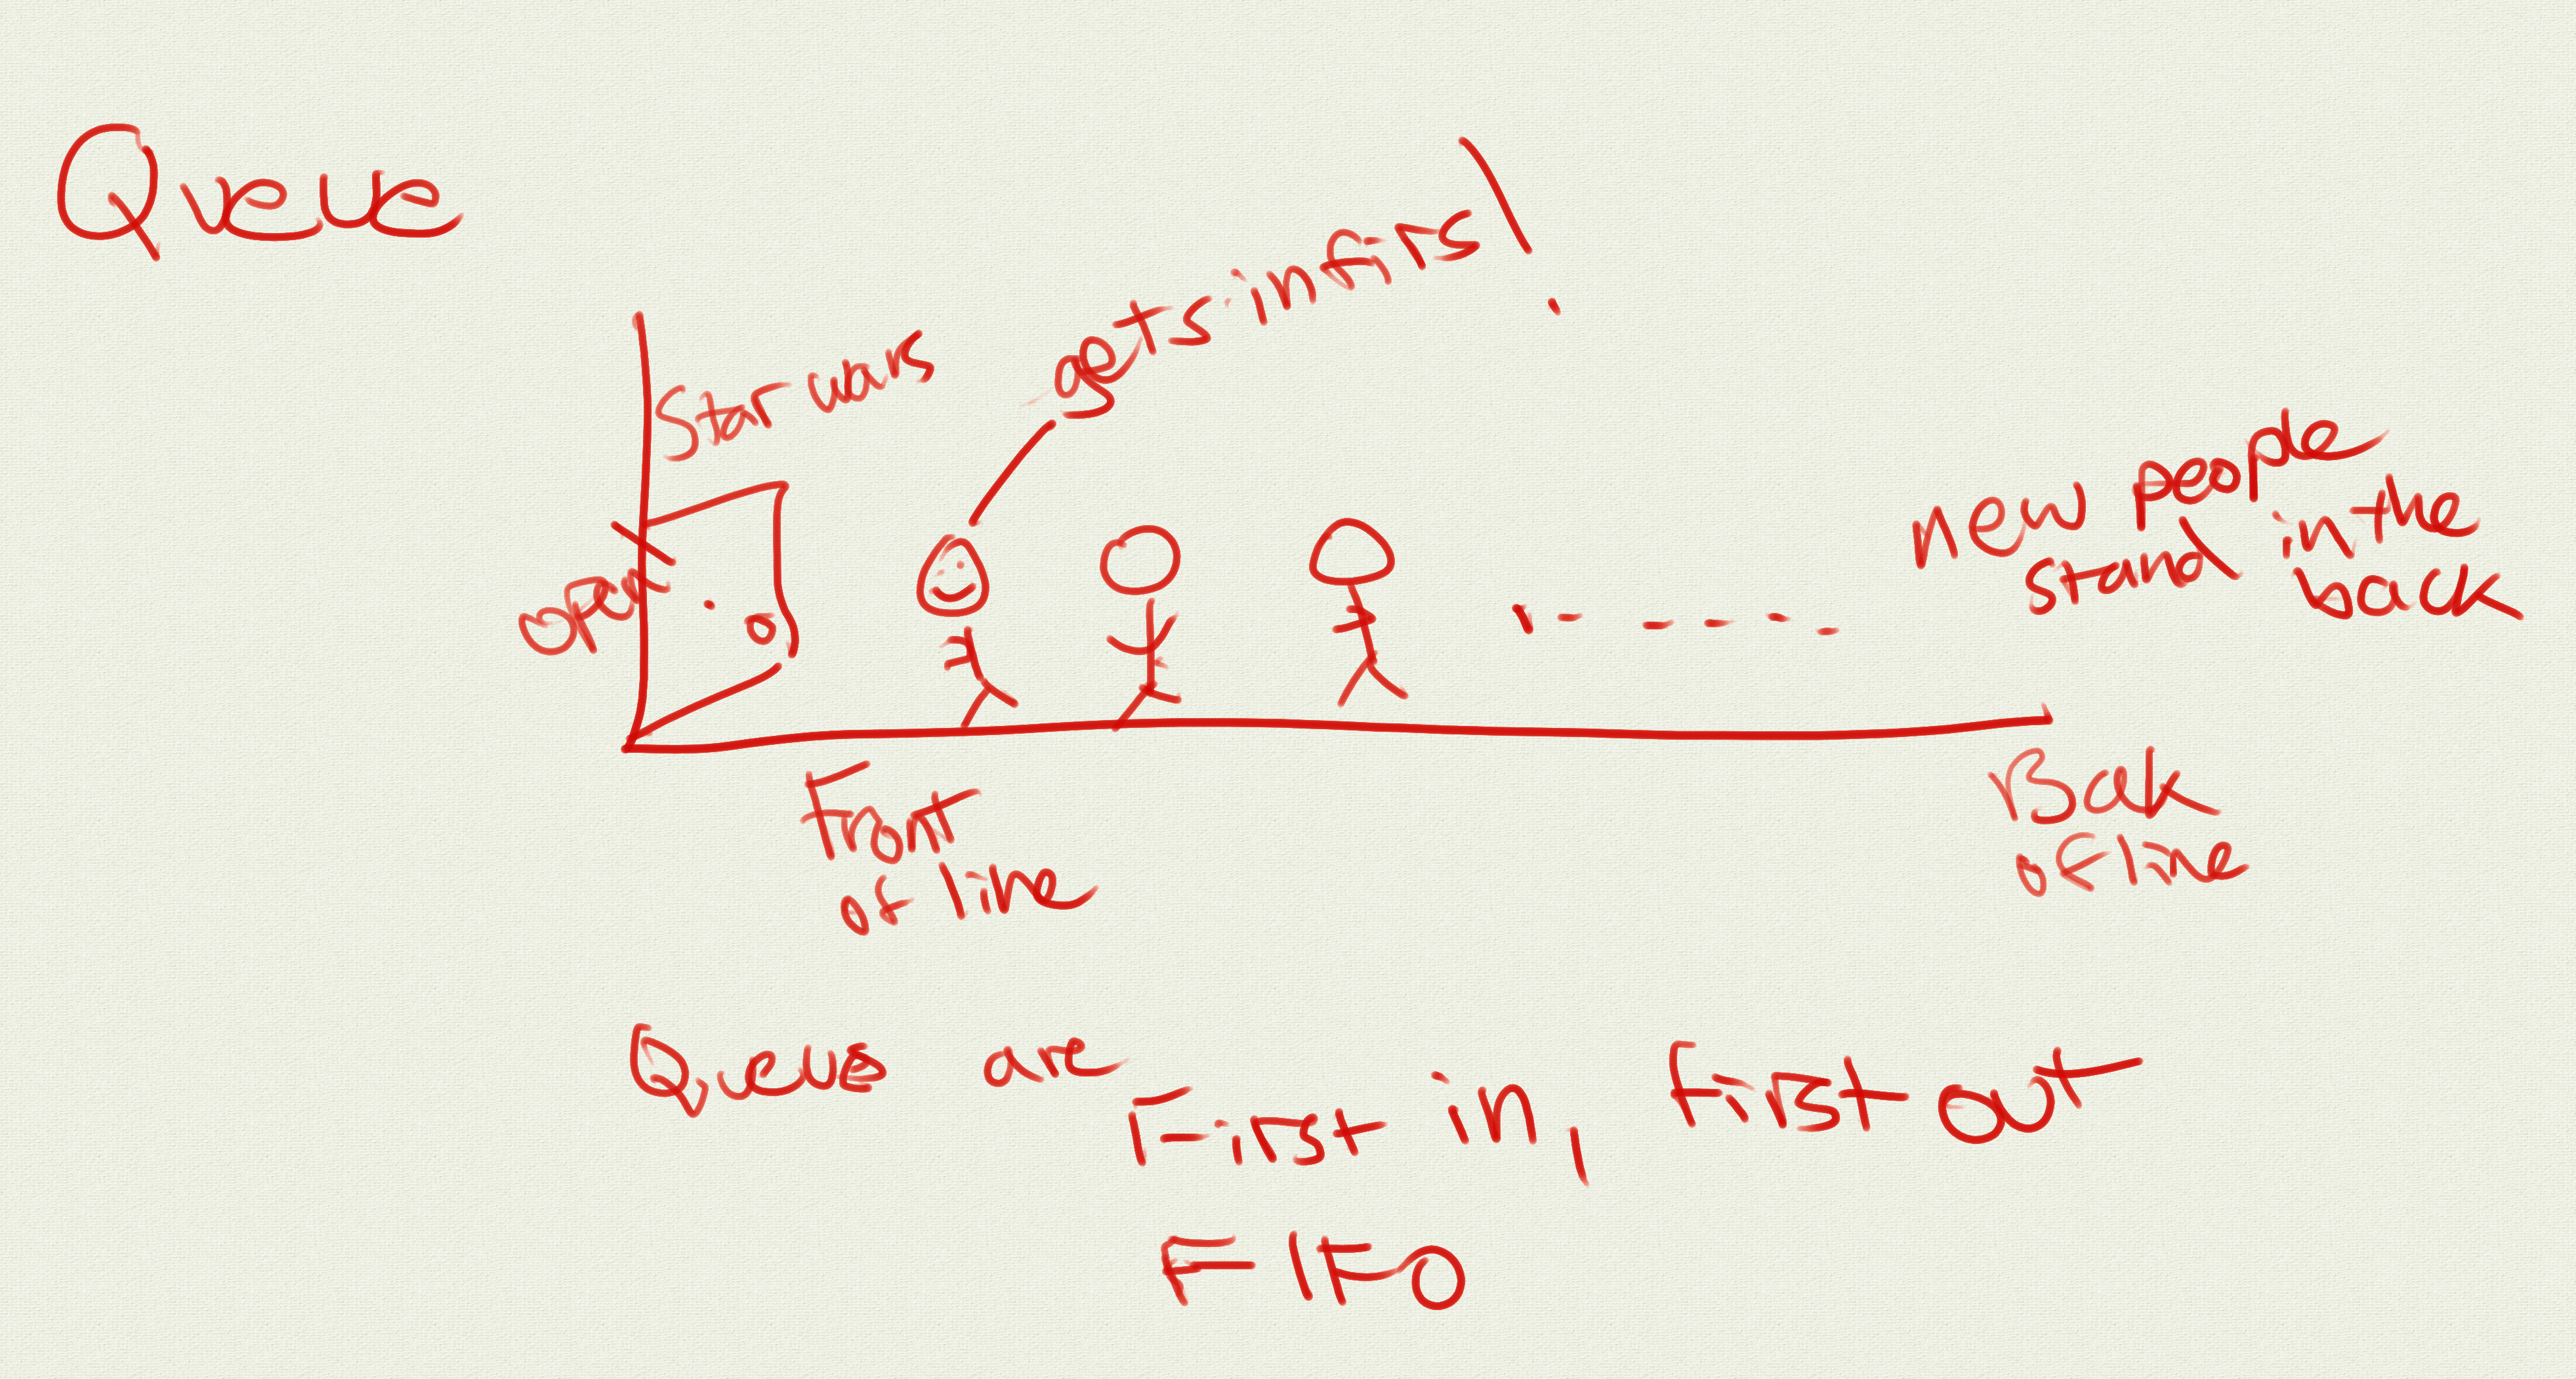 Queue
gets in first!
Star wars
open
new people
stand in the
back
Front
of line
Back
of line
Queues are
First in, First out
FIFO